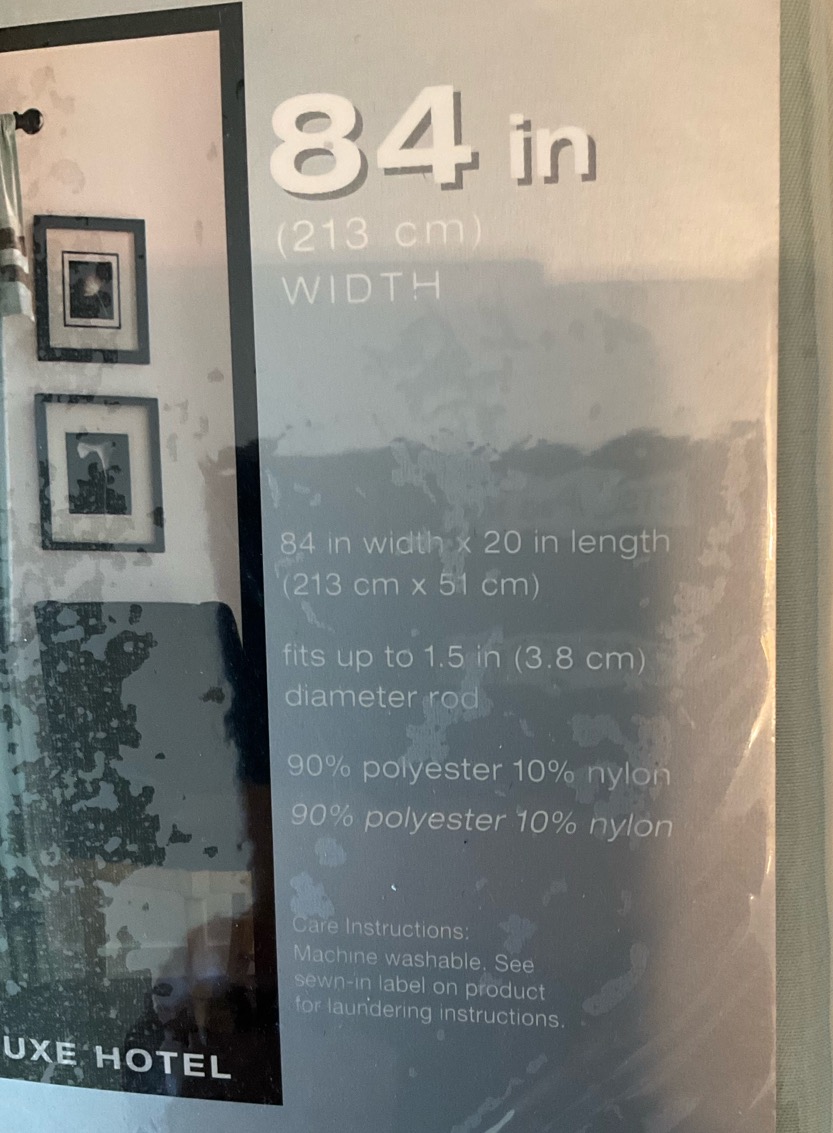 84 in
(213 cm)
WIDTH
84 in width x 20 in length
(213 cm x 51 cm)
fits up to 1.5 in (3.8 cm)
diameter rod
90% polyester 10% nylon
90% polyester 10% nylon
Care Instructions:
Machine washable. See
sewn-in label on product
for laundering instructions.
UXE HOTEL